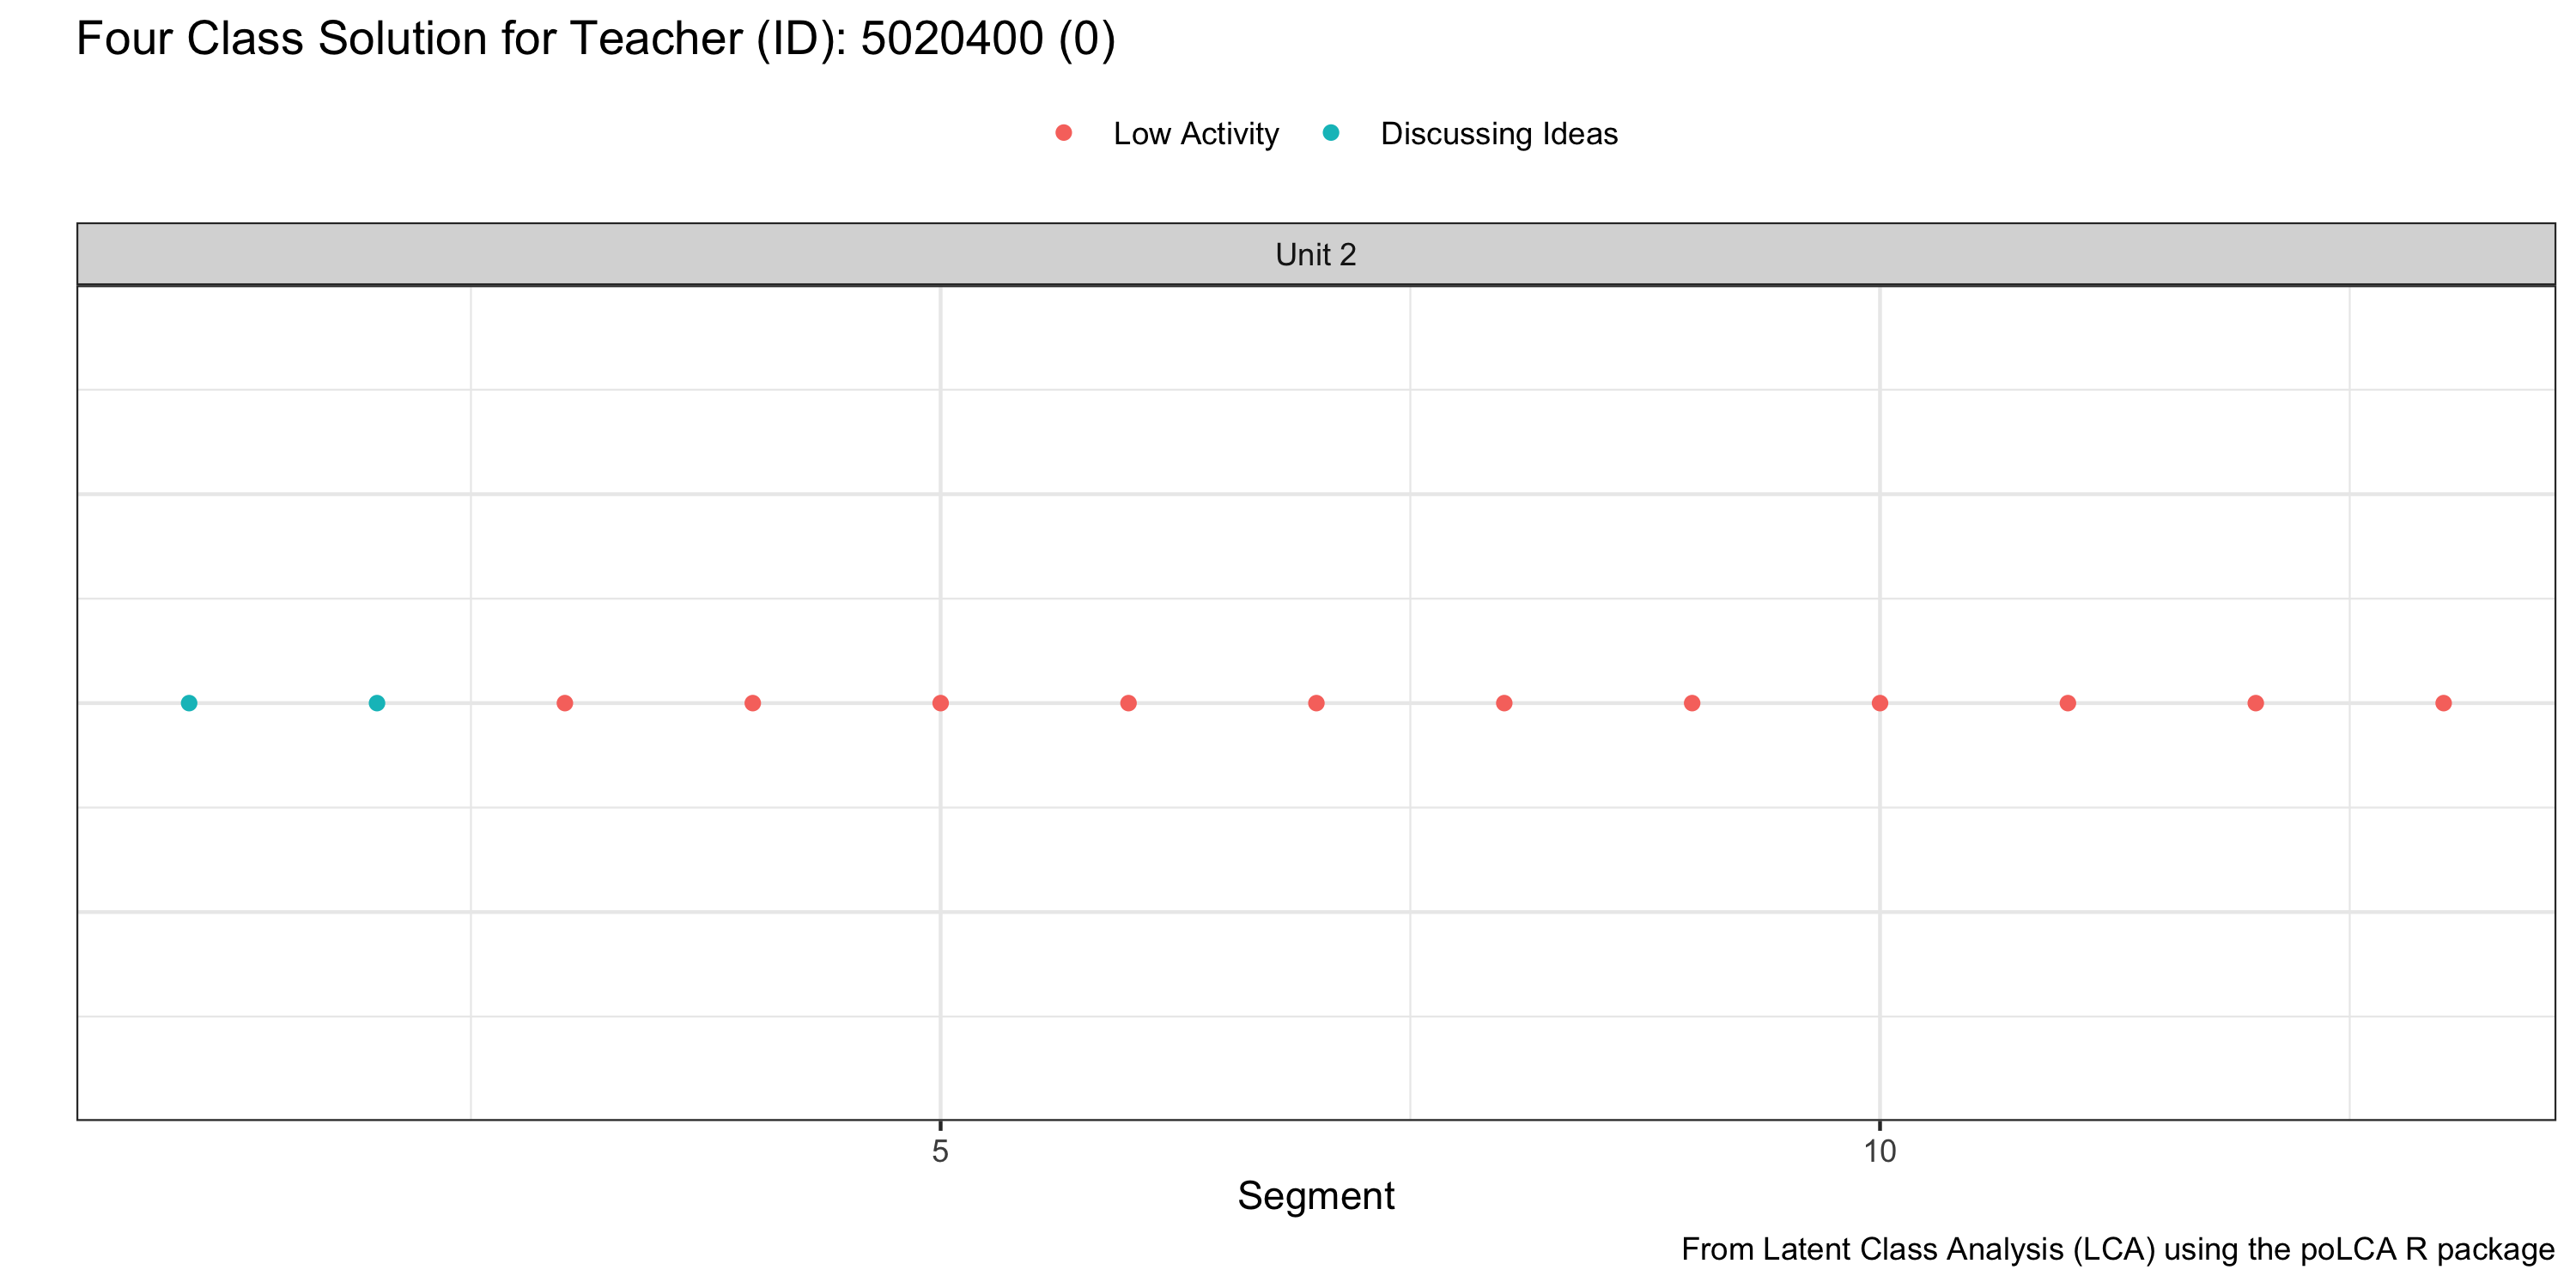 Four Class Solution for Teacher (ID): 5020400 (0)
Low Activity Discussing Ideas
Unit 2
5 10
Segment
From Latent Class Analysis (LCA) using the poLCA R package